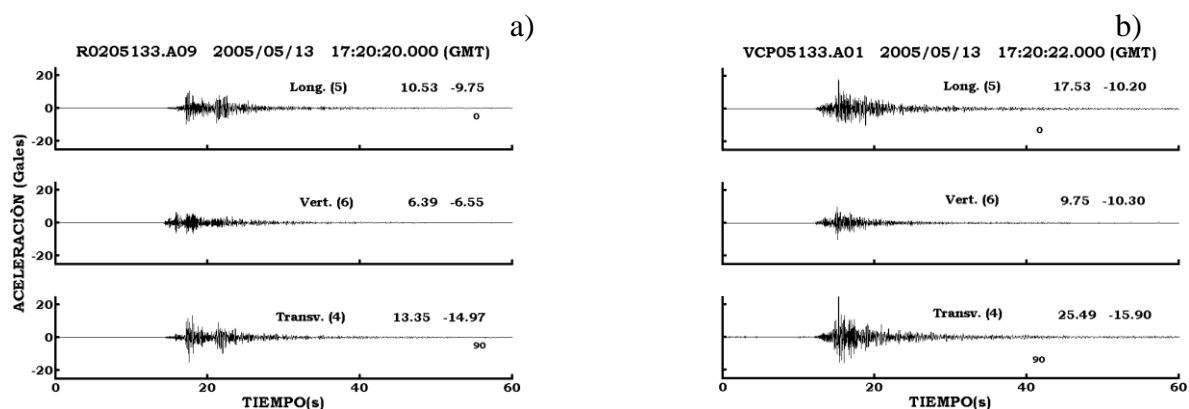 a)
R0205133.A09 2005/05/13 17:20:20.000 (GMT)
ACELERACIÒN (Gales)
20
0
-20
Long. (5) 10.53 -9.75
0
20
0
-20
Vert. (6) 6.39 -6.55
20
0
-20
Transv. (4) 13.35 -14.97
90
0 20 40 60
TIEMPO(s)
b)
VCP05133.A01 2005/05/13 17:20:22.000 (GMT)
Long. (5) 17.53 -10.20
0
Vert. (6) 9.75 -10.30
Transv. (4) 25.49 -15.90
90
0 20 40 60
TIEMPO(s)